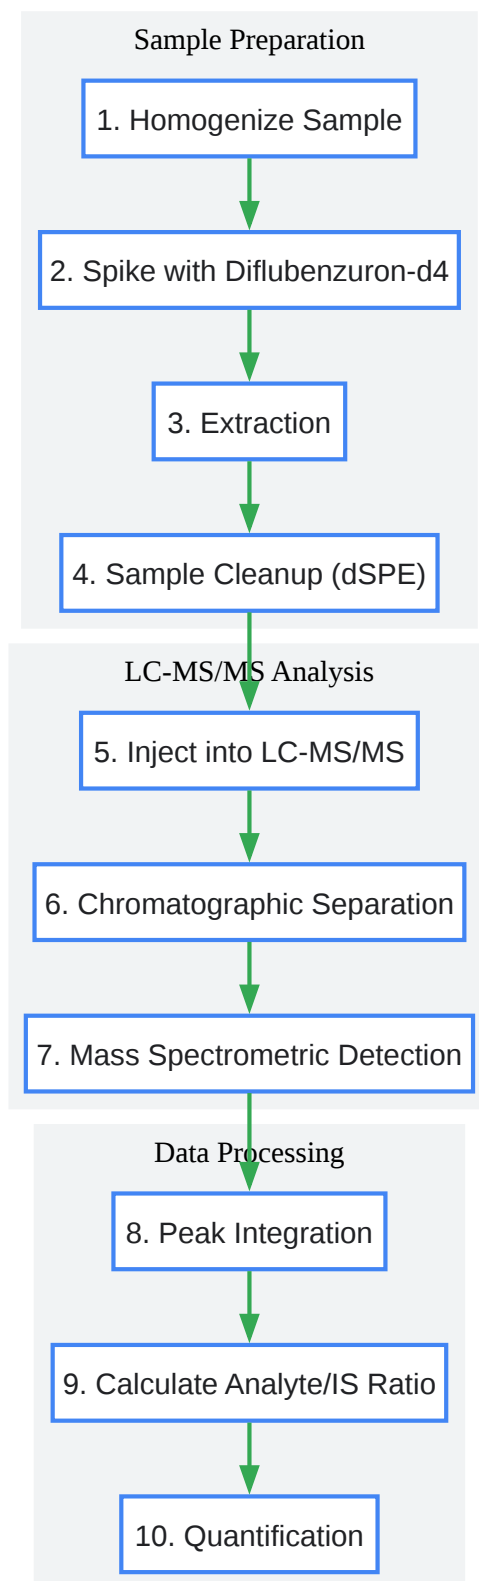 Sample Preparation
1. Homogenize Sample
2. Spike with Diflubenzuron-d4
3. Extraction
4. Sample Cleanup (dSPE)
LC-MS/MS Analysis
5. Inject into LC-MS/MS
6. Chromatographic Separation
7. Mass Spectrometric Detection
Data Processing
8. Peak Integration
9. Calculate Analyte/IS Ratio
10. Quantification